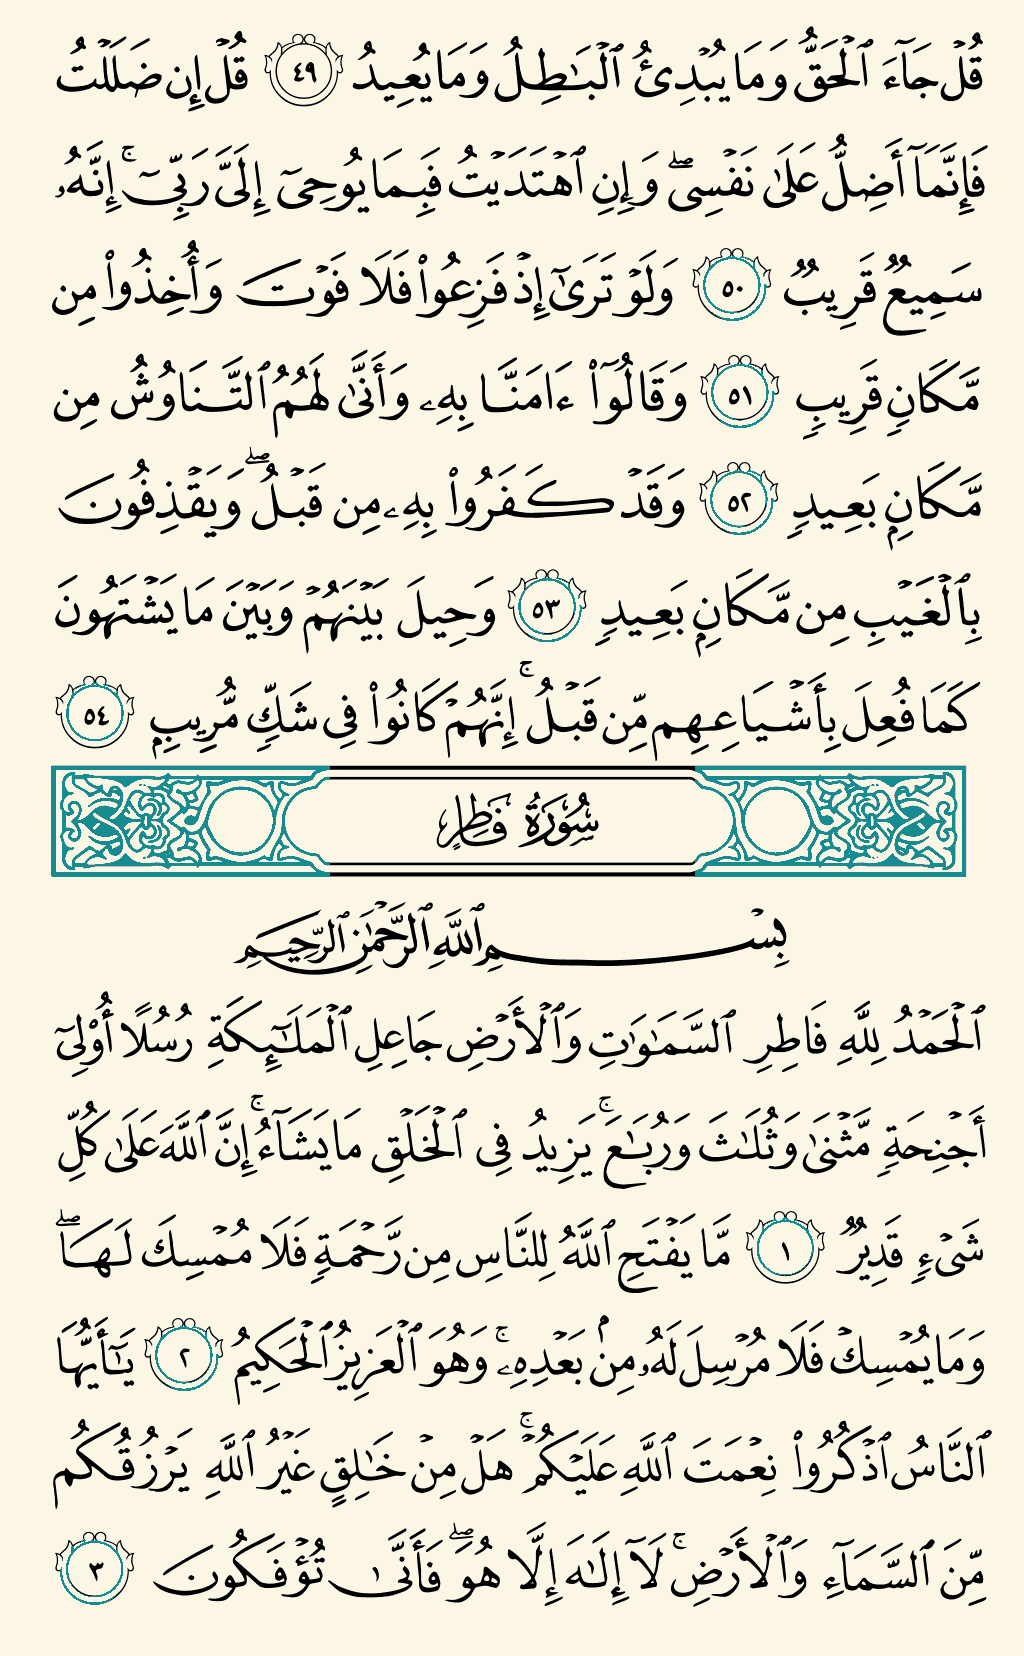 قُلۡ جَآءَ ٱلۡحَقُّ وَمَا يُبۡدِئُ ٱلۡبَٰطِلُ وَمَا يُعِيدُ ٤٩ قُلۡ إِن ضَلَلۡتُ
فَإِنَّمَآ أَضِلُّ عَلَىٰ نَفۡسِيۖ وَإِنِ ٱهۡتَدَيۡتُ فَبِمَا يُوحِيٓ إِلَيَّ رَبِّيٓۚ إِنَّهُۥ
سَمِيعٞ قَرِيبٞ ٥٠ وَلَوۡ تَرَىٰٓ إِذۡ فَزِعُواْ فَلَا فَوۡتَ وَأُخِذُواْ مِن
مَّكَانٖ قَرِيبٖ ٥١ وَقَالُوٓاْ ءَامَنَّا بِهِۦ وَأَنَّىٰ لَهُمُ ٱلتَّنَاوُشُ مِن
مَّكَانِۭ بَعِيدٖ ٥٢ وَقَدۡ كَفَرُواْ بِهِۦ مِن قَبۡلُۖ وَيَقۡذِفُونَ
بِٱلۡغَيۡبِ مِن مَّكَانِۭ بَعِيدٖ ٥٣ وَحِيلَ بَيۡنَهُمۡ وَبَيۡنَ مَا يَشۡتَهُونَ
كَمَا فُعِلَ بِأَشۡيَاعِهِم مِّن قَبۡلُۚ إِنَّهُمۡ كَانُواْ فِي شَكّٖ مُّرِيبِۭ ٥٤
سُورَةُ فَاطِرٍ
بِسۡمِ ٱللَّهِ ٱلرَّحۡمَٰنِ ٱلرَّحِيمِ
ٱلۡحَمۡدُ لِلَّهِ فَاطِرِ ٱلسَّمَٰوَٰتِ وَٱلۡأَرۡضِ جَاعِلِ ٱلۡمَلَٰٓئِكَةِ رُسُلًا أُوْلِيٓ
أَجۡنِحَةٖ مَّثۡنَىٰ وَثُلَٰثَ وَرُبَٰعَۚ يَزِيدُ فِي ٱلۡخَلۡقِ مَا يَشَآءُۚ إِنَّ ٱللَّهَ عَلَىٰ كُلِّ
شَيۡءٖ قَدِيرٞ ١ مَّا يَفۡتَحِ ٱللَّهُ لِلنَّاسِ مِن رَّحۡمَةٖ فَلَا مُمۡسِكَ لَهَاۖ
وَمَا يُمۡسِكۡ فَلَا مُرۡسِلَ لَهُۥ مِنۢ بَعۡدِهِۦۚ وَهُوَ ٱلۡعَزِيزُ ٱلۡحَكِيمُ ٢ يَٰٓأَيُّهَا
ٱلنَّاسُ ٱذۡكُرُواْ نِعۡمَتَ ٱللَّهِ عَلَيۡكُمۡۚ هَلۡ مِنۡ خَٰلِقٍ غَيۡرُ ٱللَّهِ يَرۡزُقُكُم
مِّنَ ٱلسَّمَآءِ وَٱلۡأَرۡضِۚ لَآ إِلَٰهَ إِلَّا هُوَۖ فَأَنَّىٰ تُؤۡفَكُونَ ٣